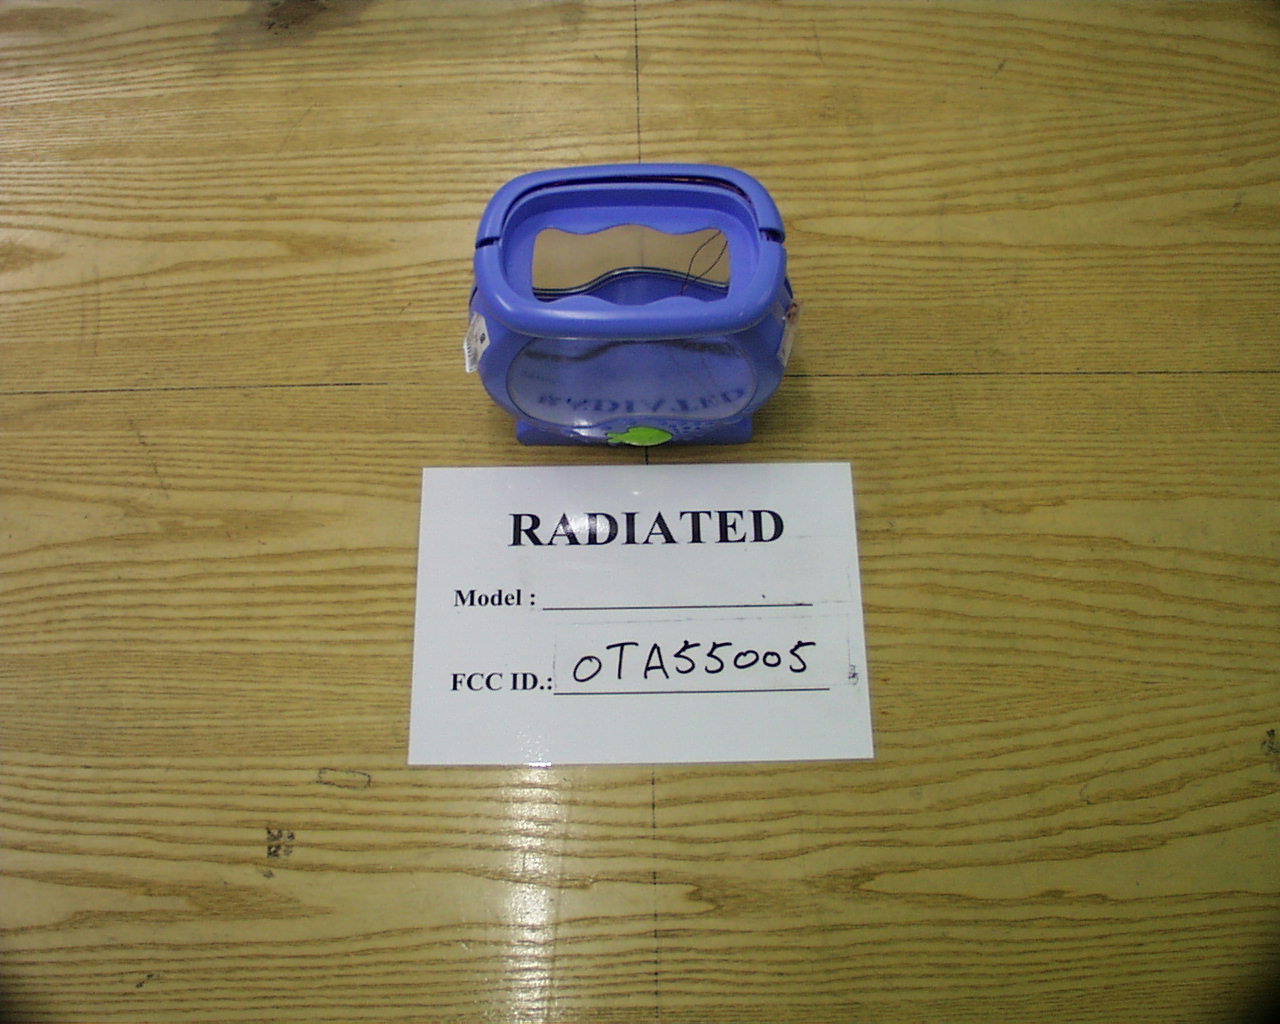 RADIATED
Model :
FCC ID.: OTA55005